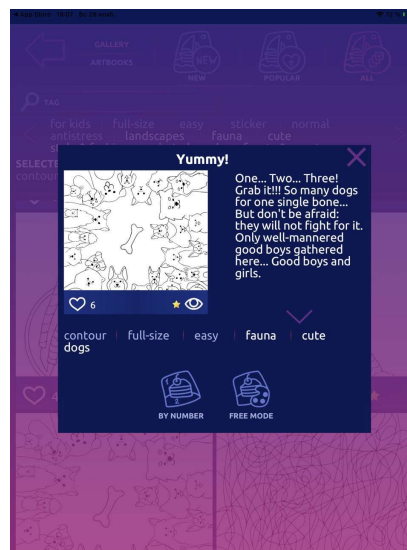 App Store
GALLERY
ARTBOOKS
NEW
NEW
POPULAR
ALL
TAG
for kids full-size easy sticker normal
antistress landscapes fauna cute
SELECTE
contour
Yummy!
One... Two... Three!
Grab it!!! So many dogs
for one single bone...
But don't be afraid:
they will not fight for it.
Only well-mannered
good boys gathered
here... Good boys and
girls.
6
contour full-size easy fauna cute
dogs
BY NUMBER
FREE MODE